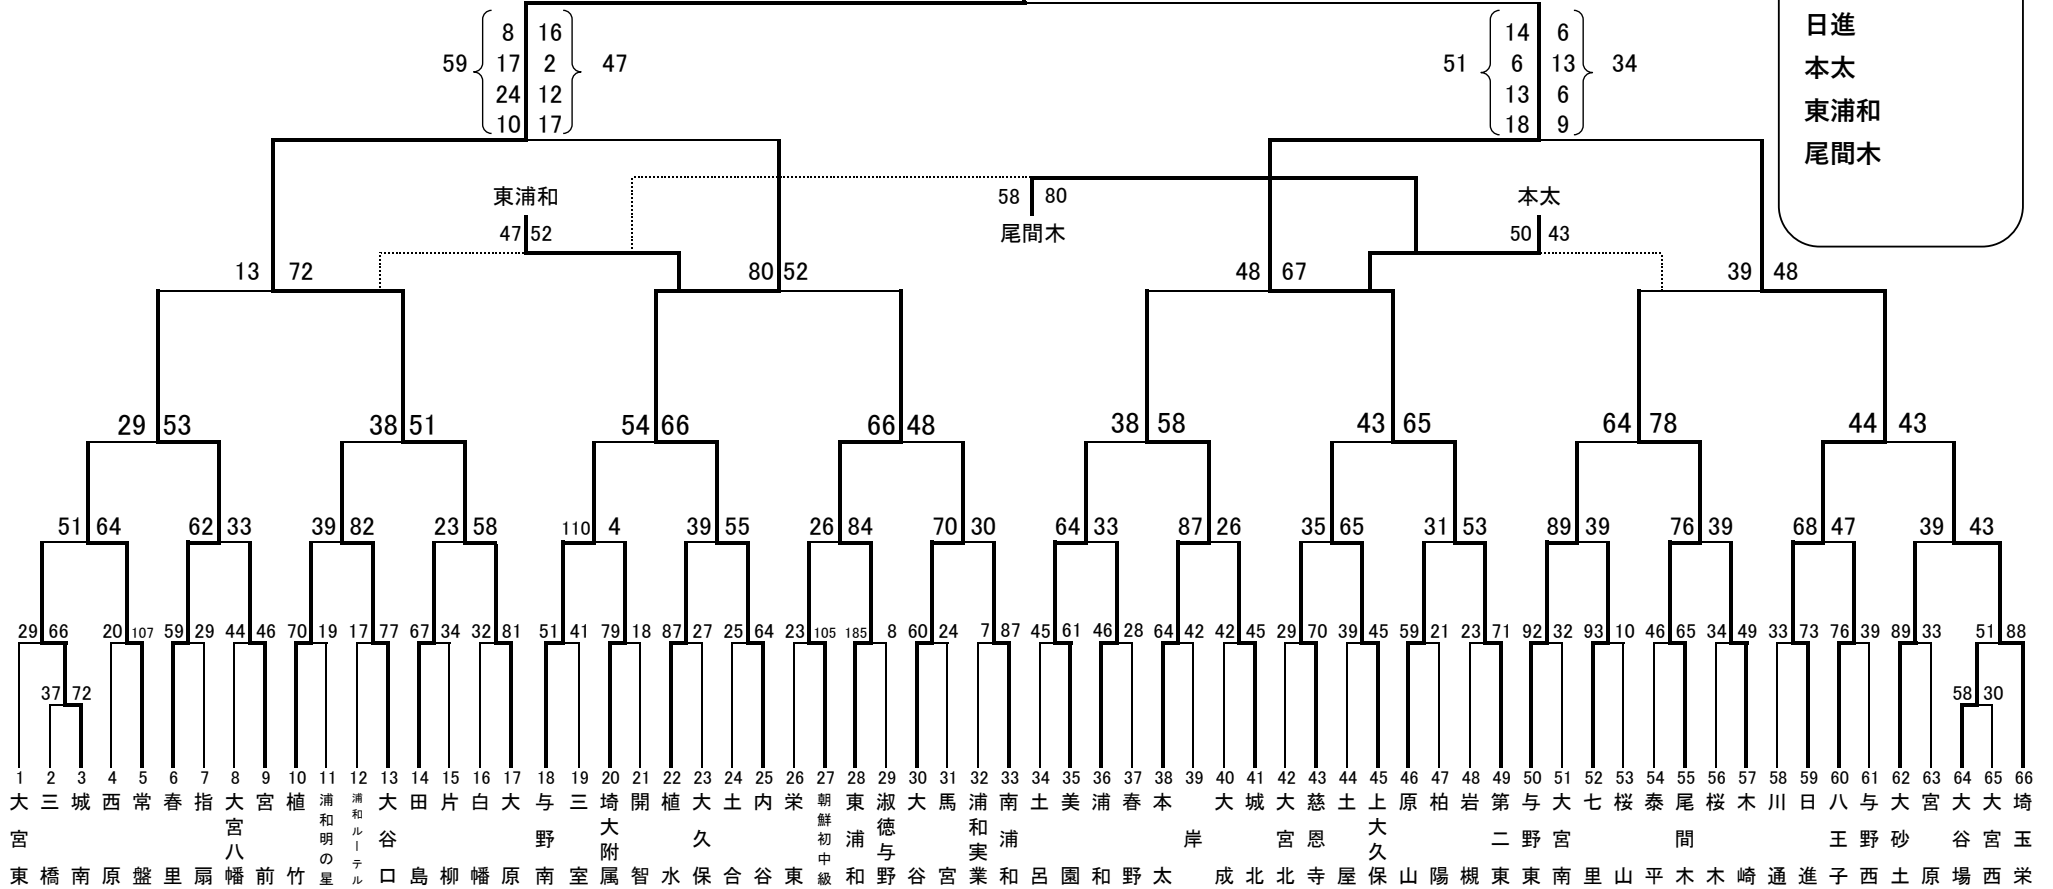 日進
本太
東浦和
尾間木
8 16
59 17 2 47
24 12
10 17
14 6
51 6 13 34
13 6
18 9
東浦和
47 52
58 80
尾間木
本太
50 43
13 72 80 52 48 67 39 48
29 53 38 51 54 66 66 48 38 58 43 65 64 78 44 43
51 64 62 33 39 82 23 58 110 4 39 55 26 84 70 30 64 33 87 26 35 65 31 53 89 39 76 39 68 47 39 43
29 66 20 107 59 29 44 46 70 19 17 77 67 34 32 81 51 41 79 18 87 27 25 64 23 105 185 8 60 24 7 87 45 61 46 28 64 42 42 45 29 70 39 45 59 21 23 71 92 32 93 10 46 65 34 49 33 73 76 39 89 33 51 88
37 72 58 30
1 大宮東
2 三橋
3 城南
4 西原
5 常盤
6 春里
7 指扇
8 大宮八幡
9 宮前
10 植竹
11 浦和明の星
12 浦和ルーテル
13 大谷口
14 田島
15 片柳
16 白幡
17 大原
18 与野南
19 三室
20 埼大附属
21 開智
22 植水
23 大久保
24 土合
25 内谷
26 栄東
27 朝鮮初中級
28 東浦和
29 淑徳与野
30 大谷
31 馬宮
32 浦和実業
33 南浦和
34 土呂
35 美園
36 浦和
37 春野
38 本太
39 岸
40 大成
41 城北
42 大宮北
43 慈恩寺
44 土屋
45 上大久保
46 原山
47 柏陽
48 岩槻
49 第二東
50 与野東
51 大宮南
52 七里
53 桜山
54 泰平
55 尾間木
56 桜木
57 木崎
58 川通
59 日進
60 八王子
61 与野西
62 大砂土
63 宮原
64 大谷場
65 大宮西
66 埼玉栄